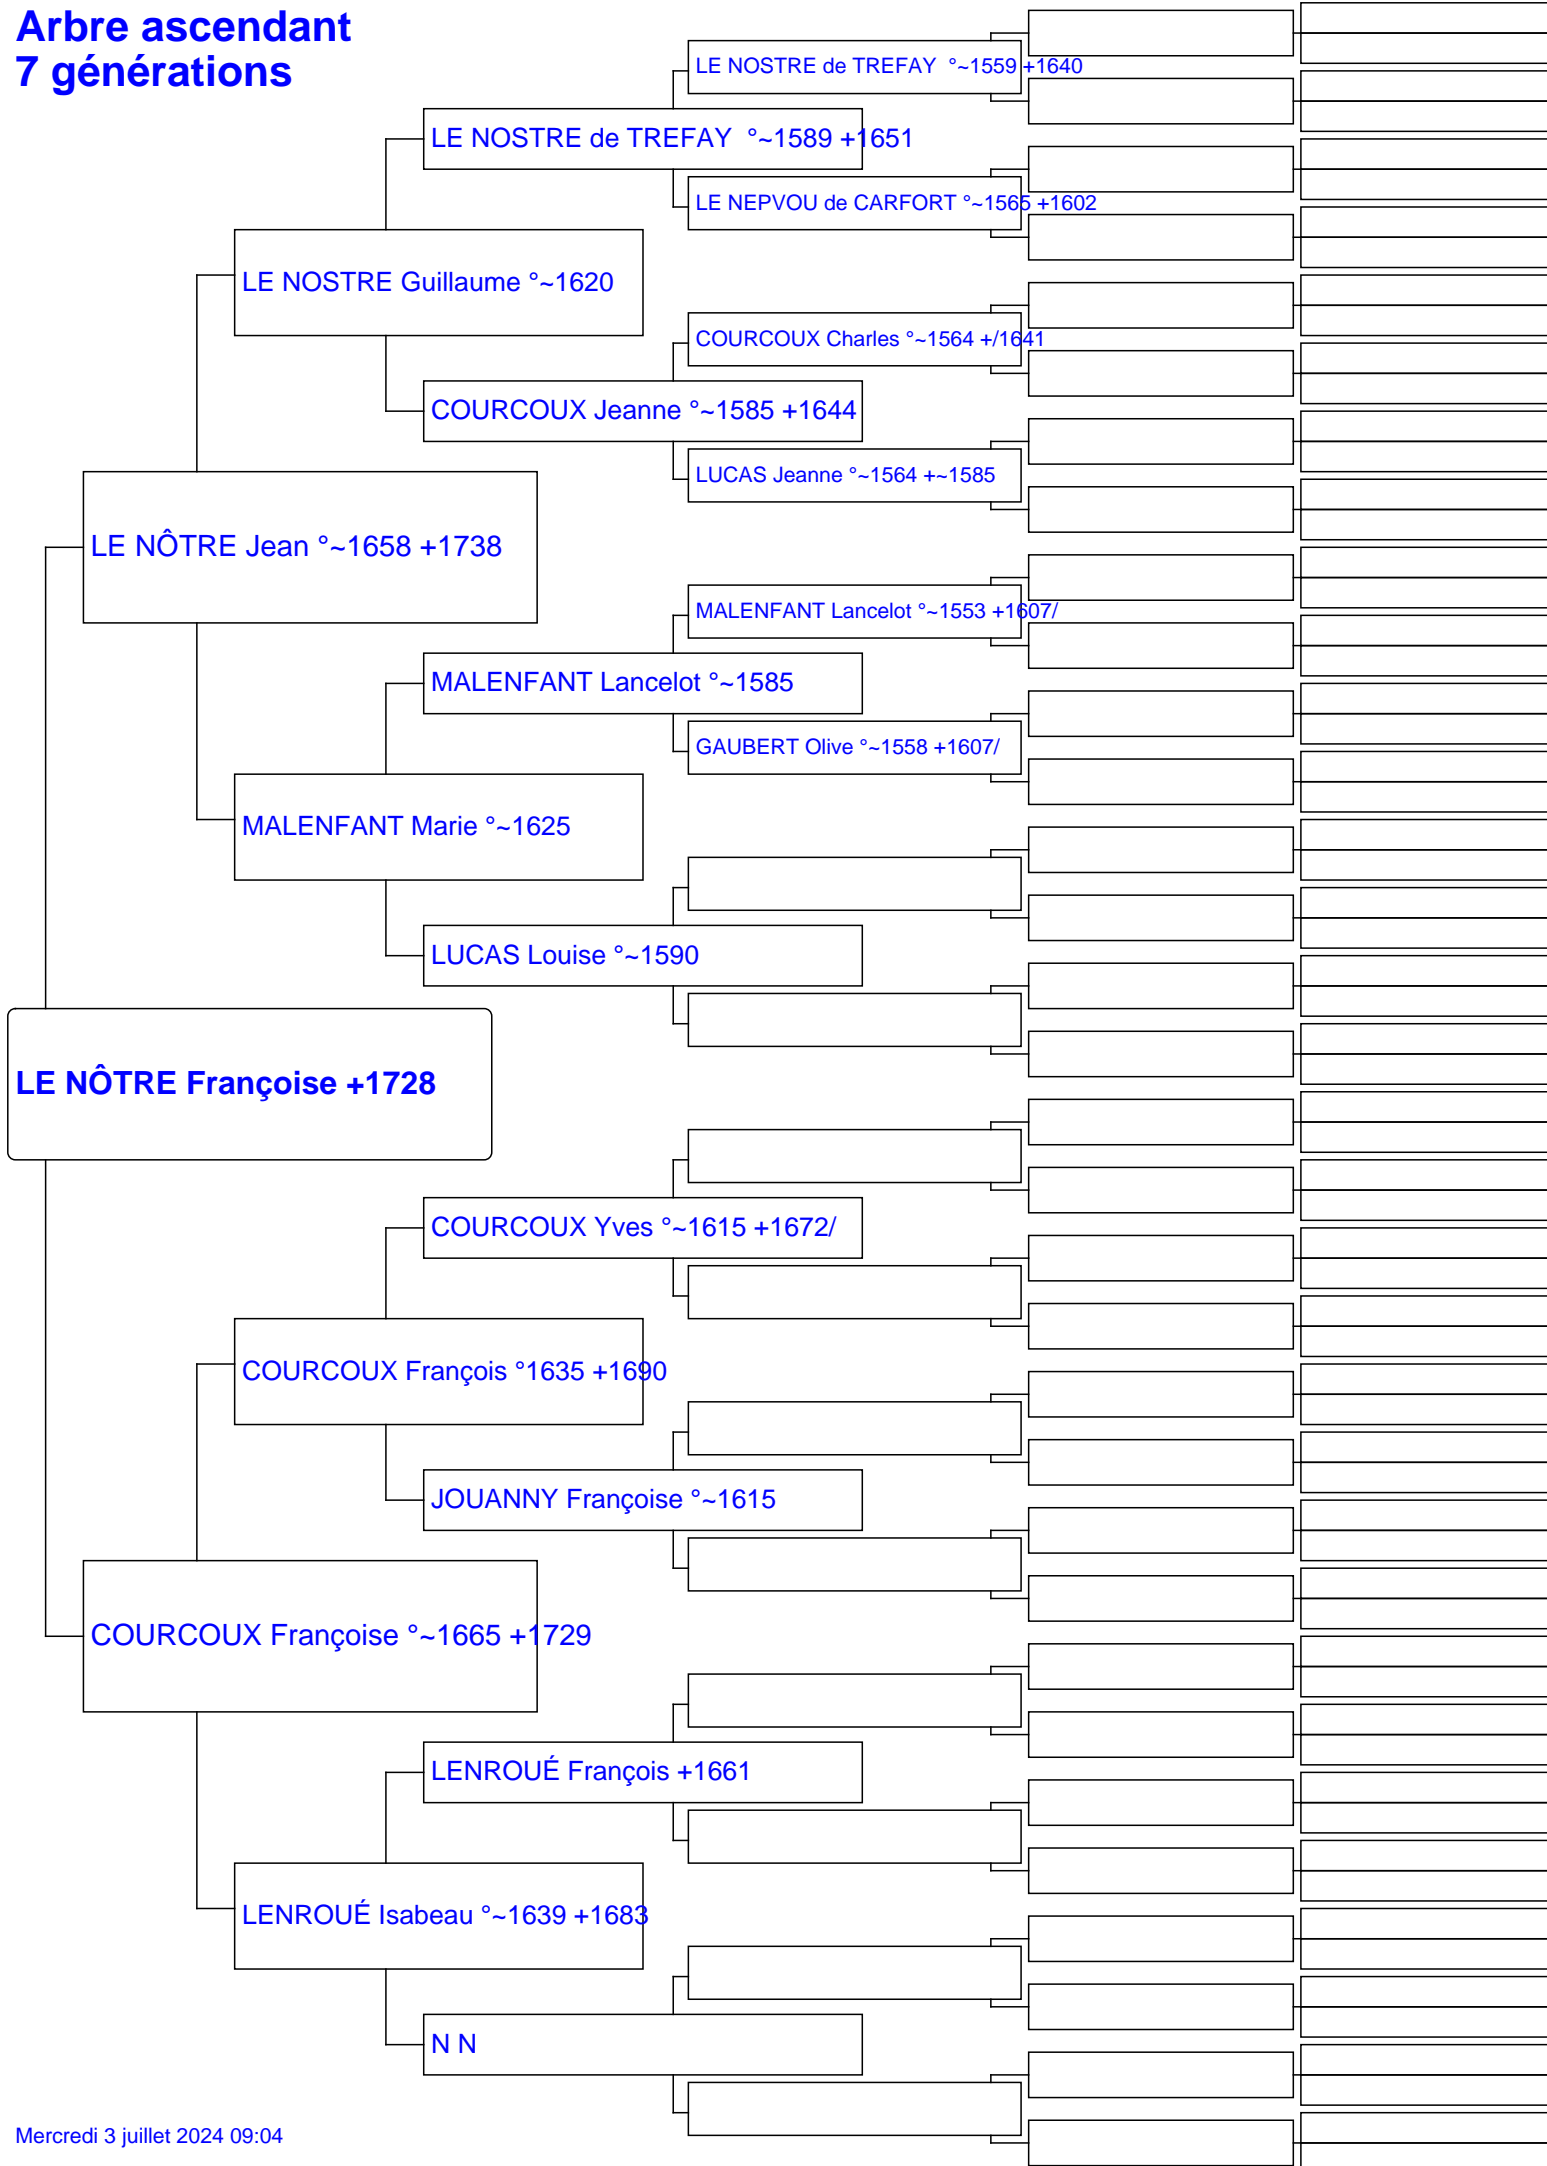 Arbre ascendant
7 générations
LE NOSTRE de TREFAY °~1559 +1640
LE NOSTRE de TREFAY °~1589 +1651
LE NEPVOU de CARFORT °~1565 +1602
LE NOSTRE Guillaume °~1620
COURCOUX Charles °~1564 +/1641
COURCOUX Jeanne °~1585 +1644
LUCAS Jeanne °~1564 +~1585
LE NÔTRE Jean °~1658 +1738
MALENFANT Lancelot °~1553 +1607/
MALENFANT Lancelot °~1585
GAUBERT Olive °~1558 +1607/
MALENFANT Marie °~1625
LUCAS Louise °~1590
LE NÔTRE Françoise +1728
COURCOUX Yves °~1615 +1672/
COURCOUX François °1635 +1690
JOUANNY Françoise °~1615
COURCOUX Françoise °~1665 +1729
LENROUÉ François +1661
LENROUÉ Isabeau °~1639 +1683
N N
Mercredi 3 juillet 2024 09:04